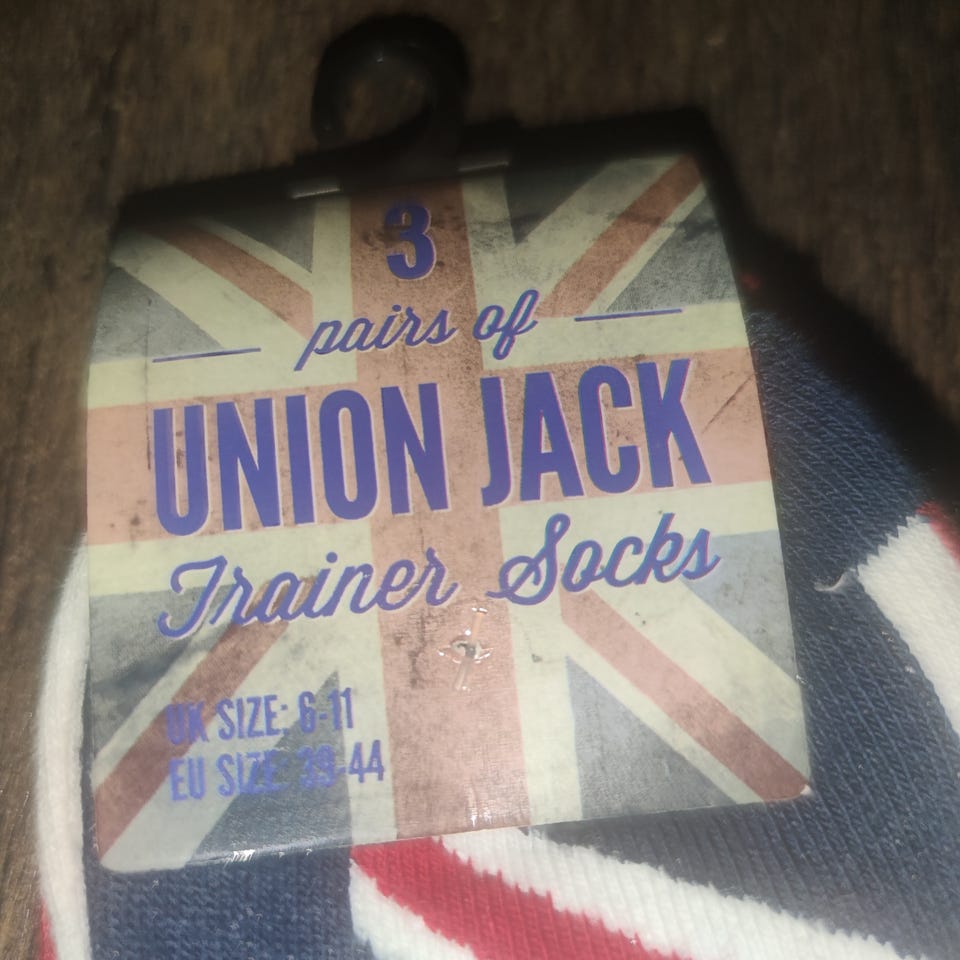 3
pairs of
UNION JACK
Trainer Socks
UK SIZE: 6-11
EU SIZE: 39-44